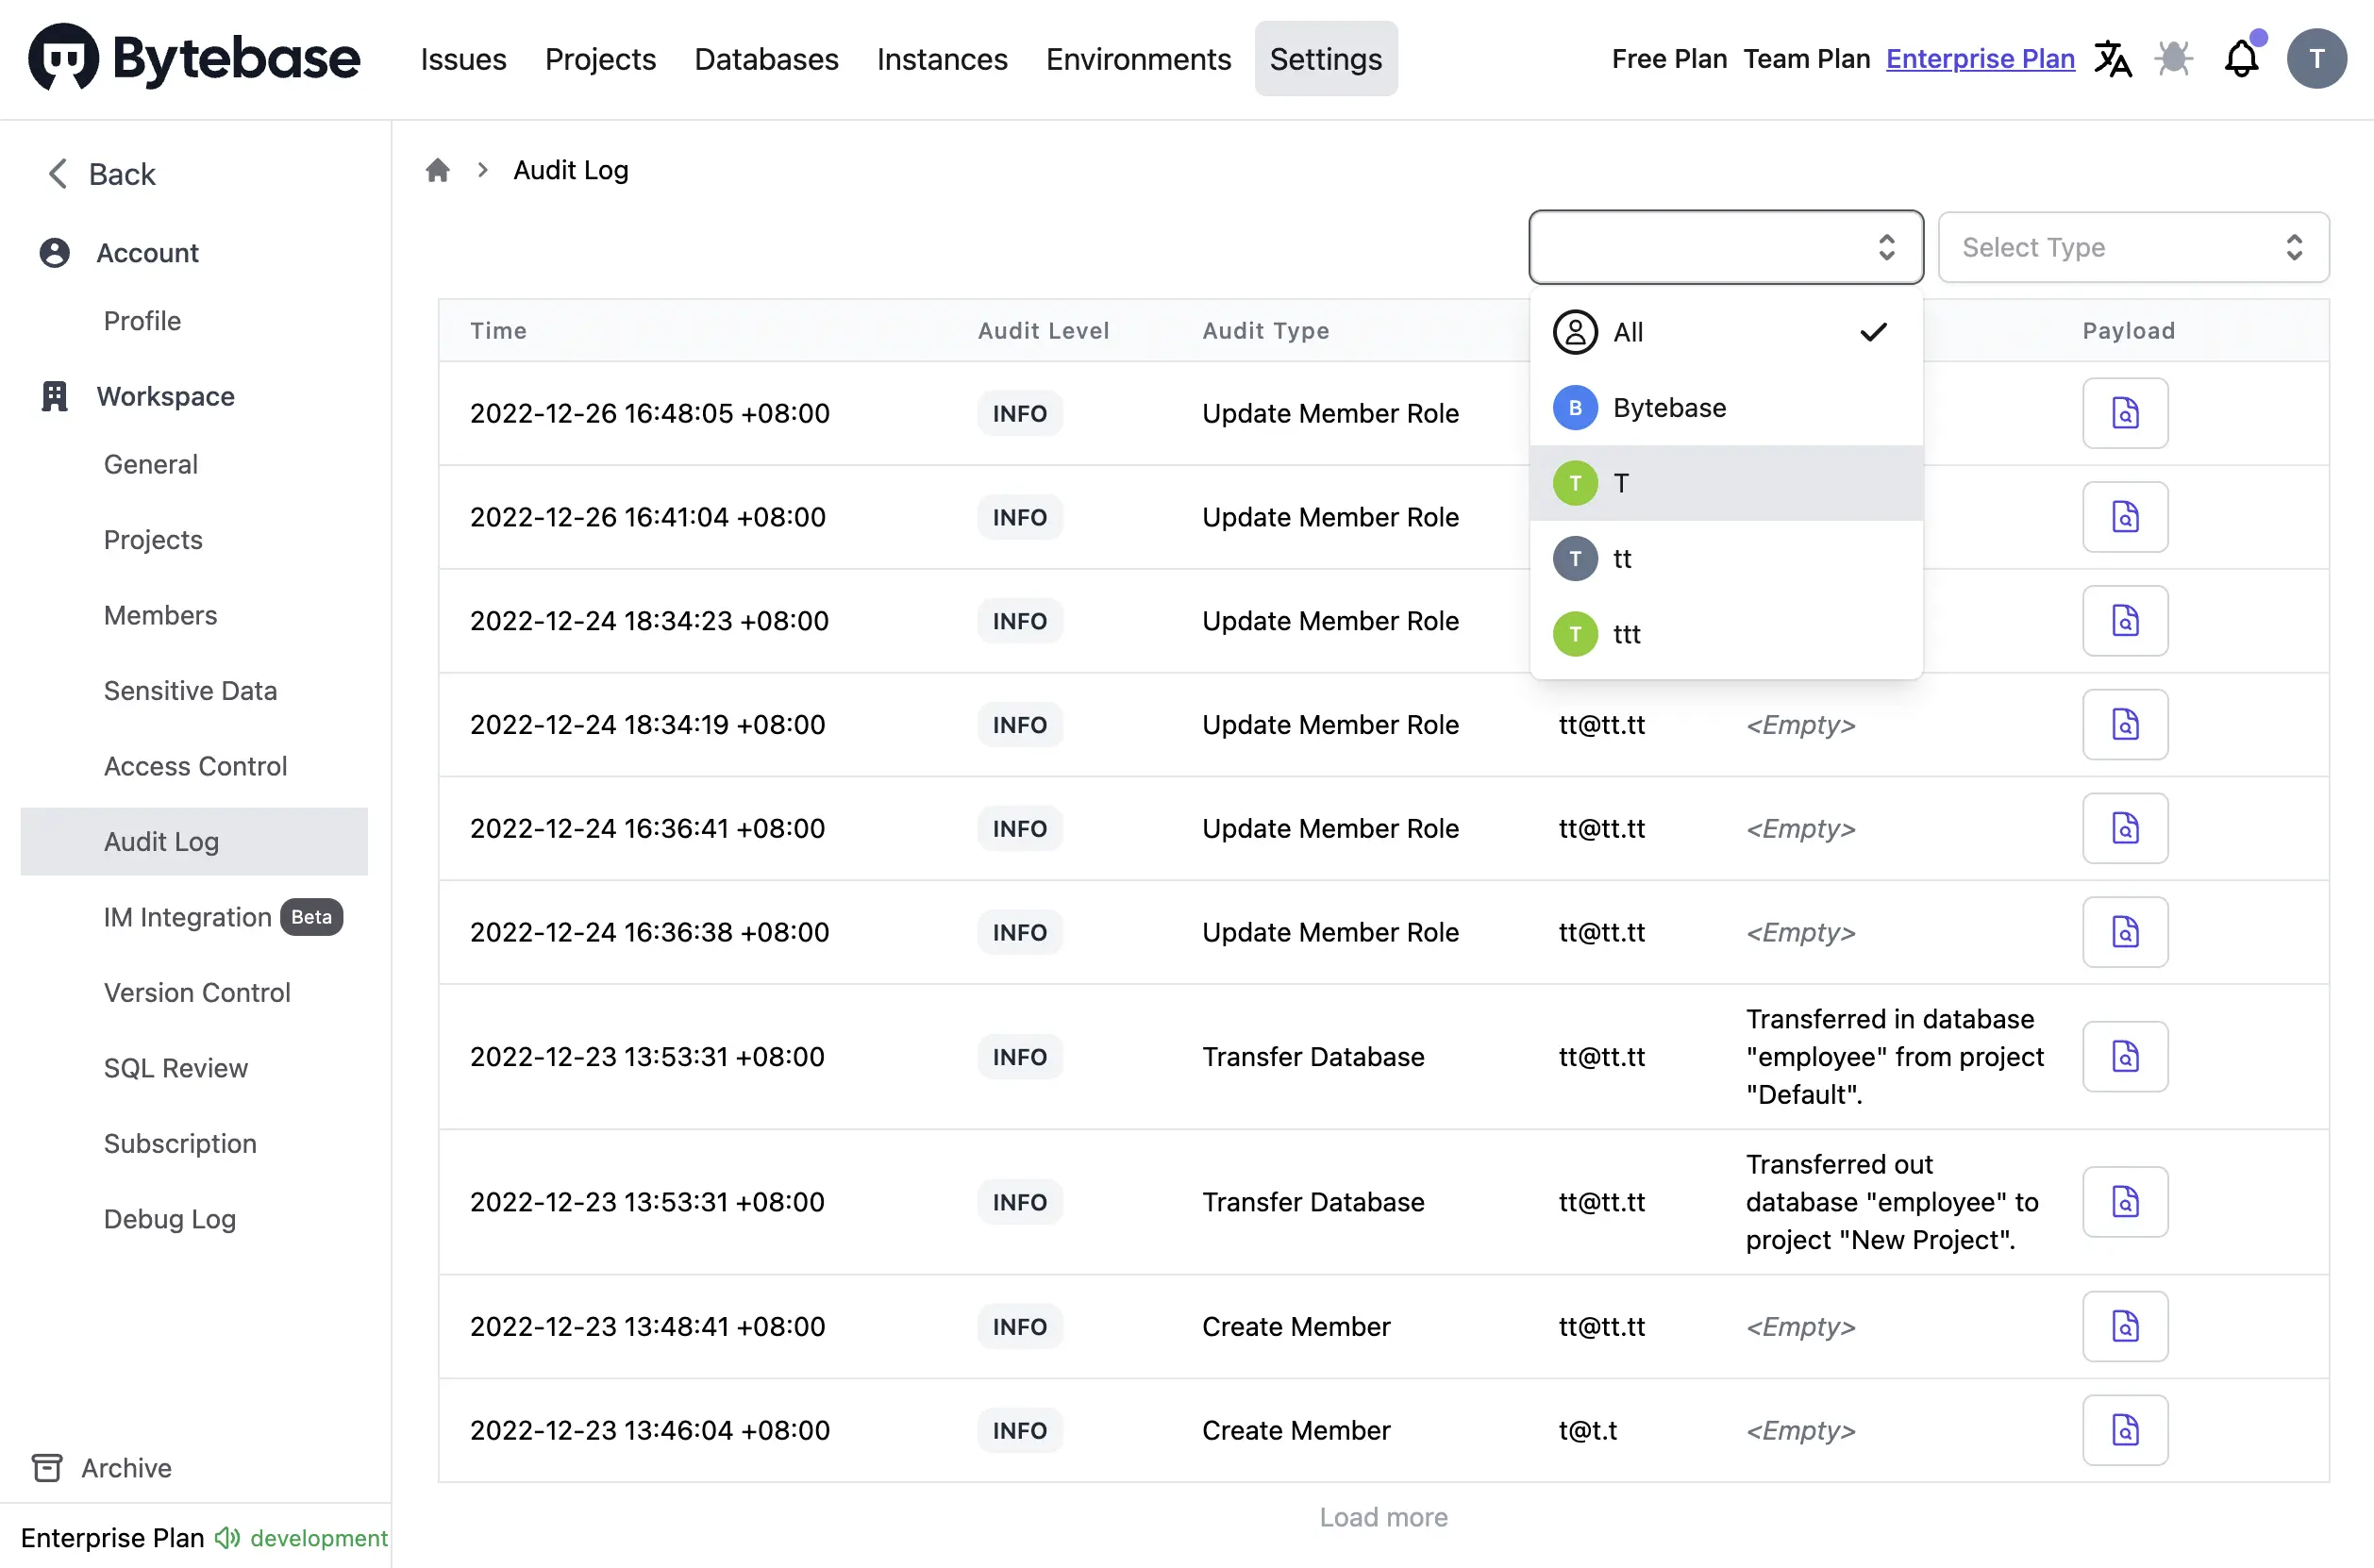 Bytebase
Issues Projects Databases Instances Environments Settings
Free Plan Team Plan Enterprise Plan T
Back
Account
Profile
Workspace
General
Projects
Members
Sensitive Data
Access Control
Audit Log
IM Integration Beta
Version Control
SQL Review
Subscription
Debug Log
Archive
Enterprise Plan development
Audit Log
Select Type
All
B Bytebase
T T
T tt
T ttt
Time Audit Level Audit Type Payload
2022-12-26 16:48:05 +08:00 INFO Update Member Role
2022-12-26 16:41:04 +08:00 INFO Update Member Role
2022-12-24 18:34:23 +08:00 INFO Update Member Role
2022-12-24 18:34:19 +08:00 INFO Update Member Role tt@tt.tt <Empty>
2022-12-24 16:36:41 +08:00 INFO Update Member Role tt@tt.tt <Empty>
2022-12-24 16:36:38 +08:00 INFO Update Member Role tt@tt.tt <Empty>
2022-12-23 13:53:31 +08:00 INFO Transfer Database tt@tt.tt Transferred in database
"employee" from project
"Default".
2022-12-23 13:53:31 +08:00 INFO Transfer Database tt@tt.tt Transferred out
database "employee" to
project "New Project".
2022-12-23 13:48:41 +08:00 INFO Create Member tt@tt.tt <Empty>
2022-12-23 13:46:04 +08:00 INFO Create Member t@t.t <Empty>
Load more